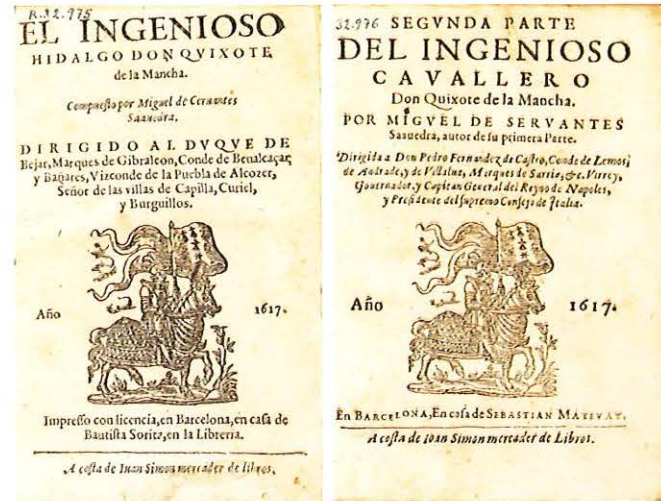 R-32.975
EL INGENIOSO
HIDALGO DON QVIXOTE
de la Mancha.
Compuesto por Miguel de Ceruantes
Saauedra.
DIRIGIDO AL DVQVE DE
Bejar, Marques de Gibraleon, Conde de Benalcaçar,
y Bañares, Vizconde de la Puebla de Alcozer,
Señor de las villas de Capilla, Curiel,
y Burguillos.
Año 1617.
Impresso con licencia, en Barcelona, en casa de
Bautista Sorita, en la Libreria.
A costa de Iuan Simon mercader de libros.
32-976
SEGVNDA PARTE
DEL INGENIOSO
CAVALLERO
Don Quixote de la Mancha.
POR MIGVEL DE SERVANTES
Saauedra, autor de su primera Parte.
Dirigida a Don Pedro Fernandez de Castro, Conde de Lemos,
de Andrade, y de Villalua, Marques de Sarria, &c. Virrey,
Gouernador, y Capitan General del Reyno de Napoles,
y Presidente del supremo Consejo de Italia.
Año 1617.
En BARCELONA, En casa de SEBASTIAN MATEVAT.
A costa de Ioan Simon mercader de Libros.